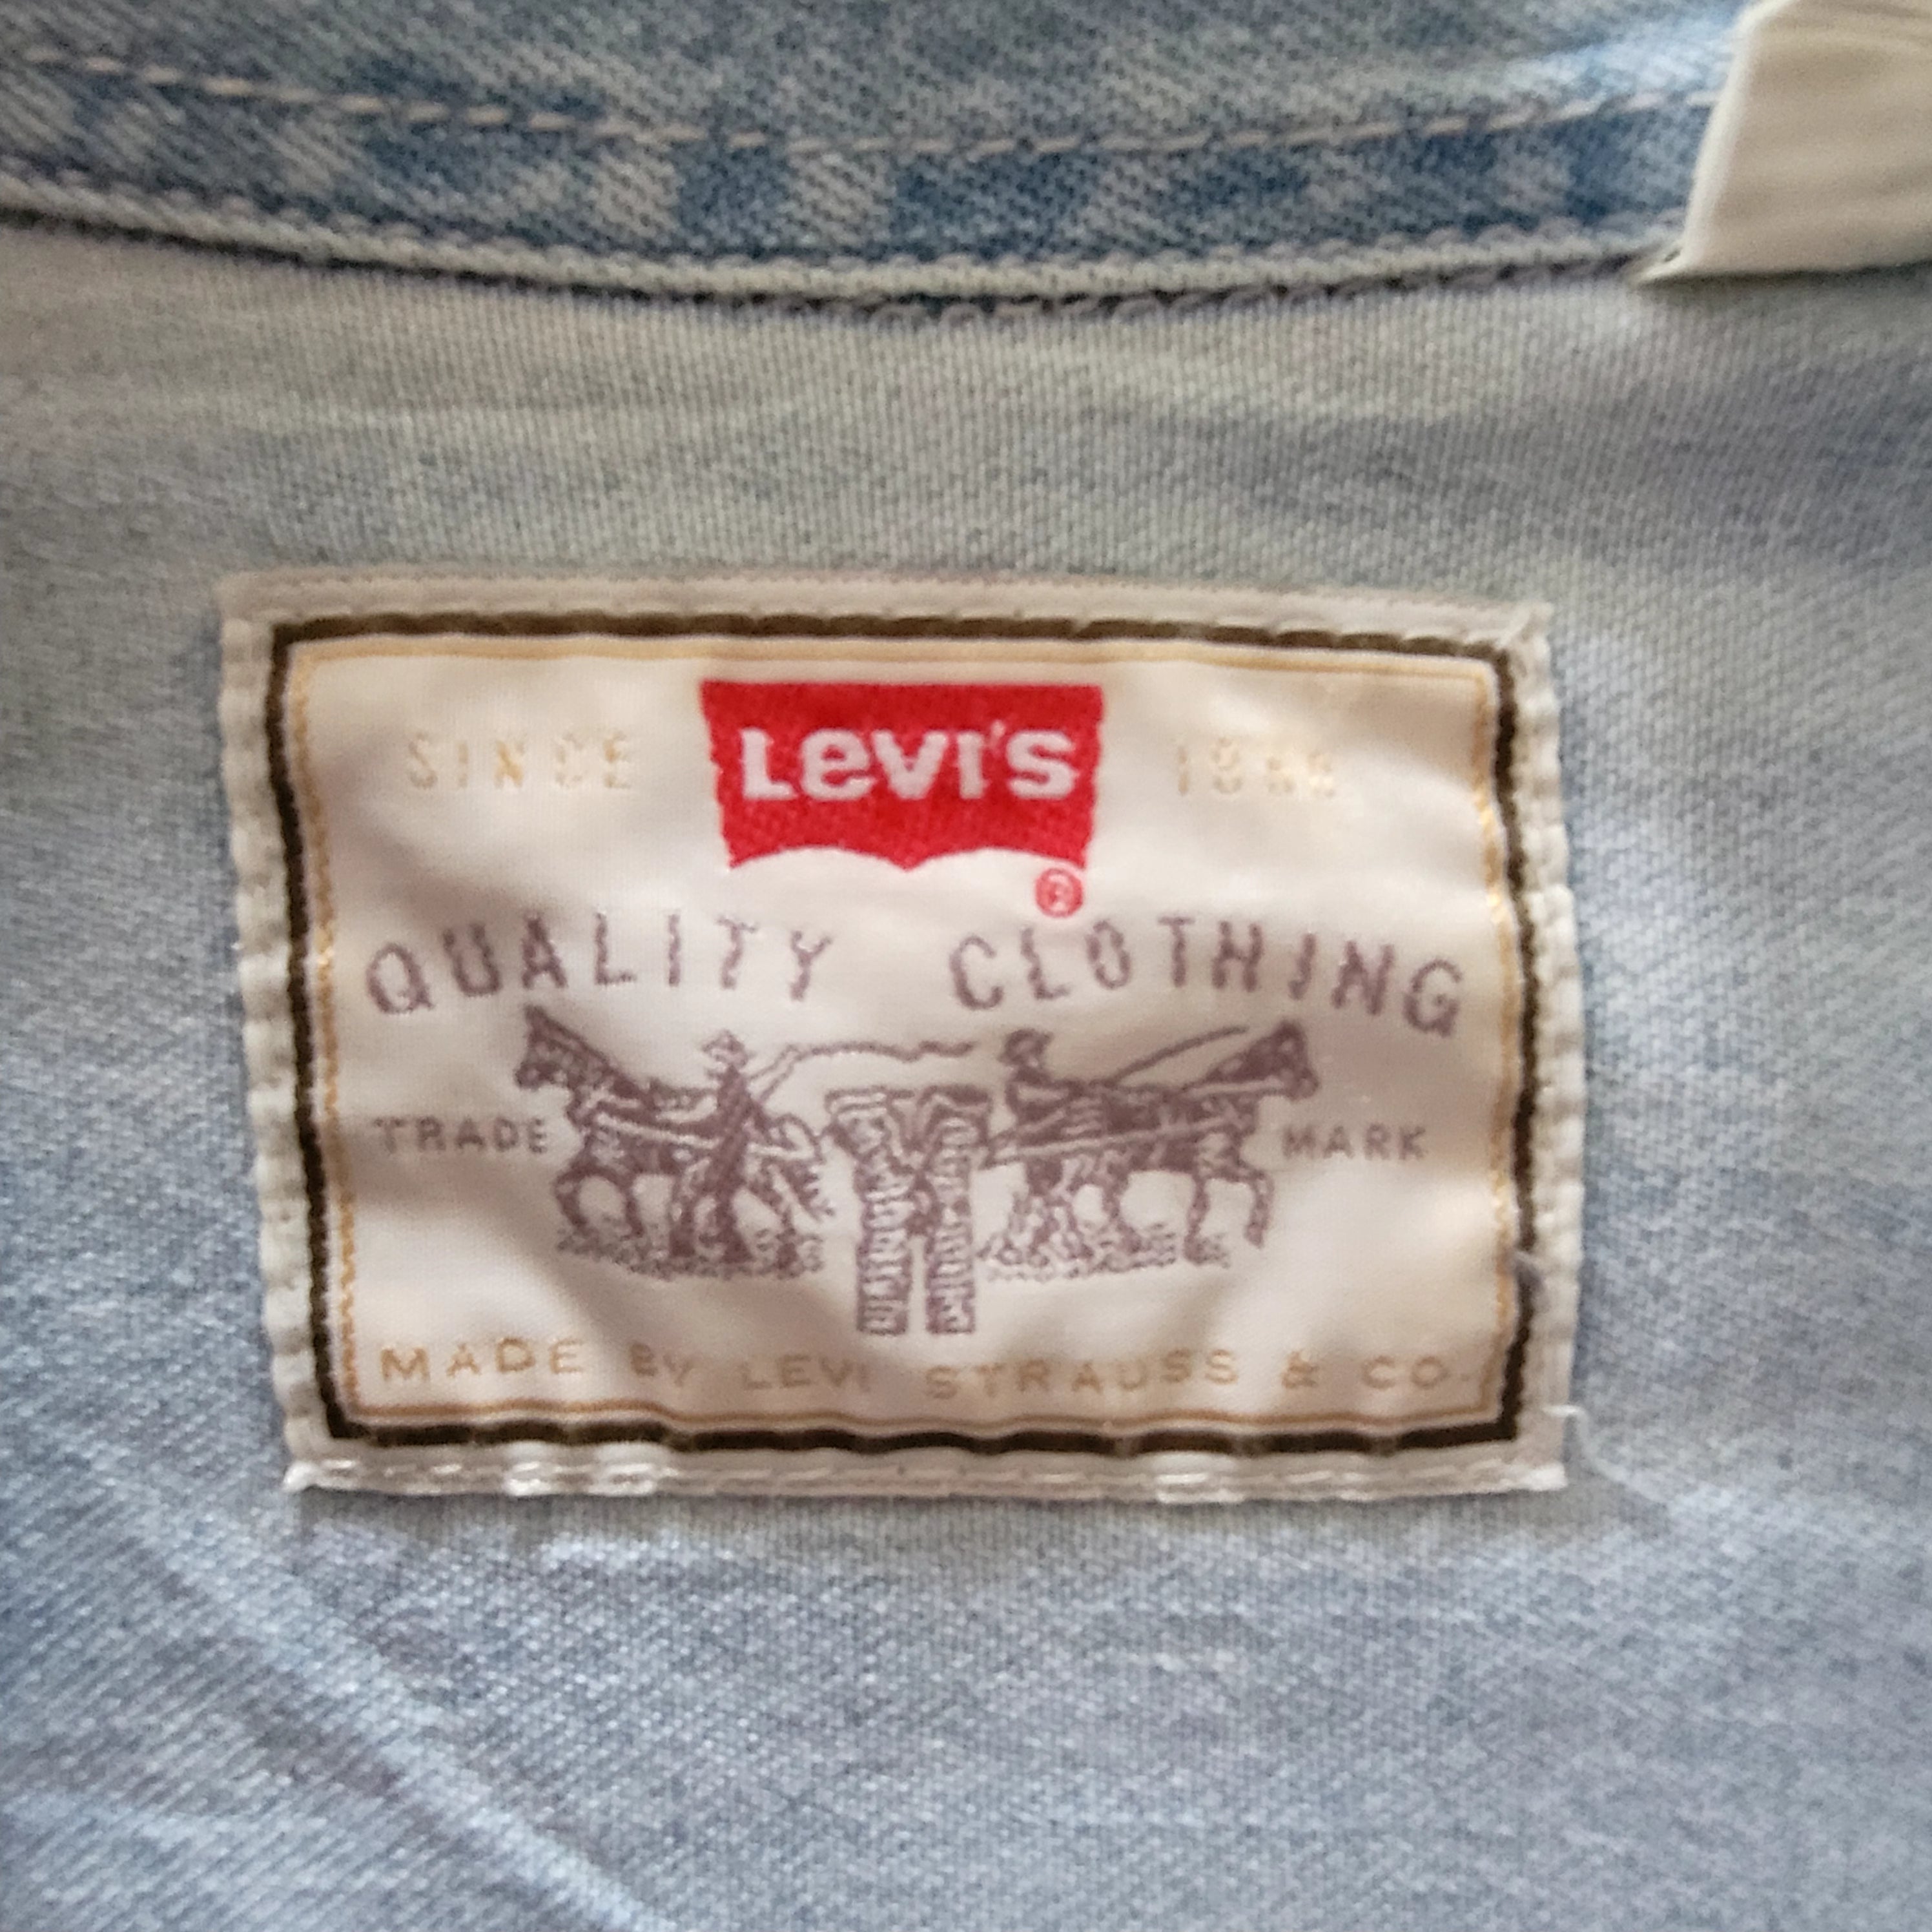 SINCE LEVI'S ®
QUALITY CLOTHING
TRADE MARK
MADE BY LEVI STRAUSS & CO.